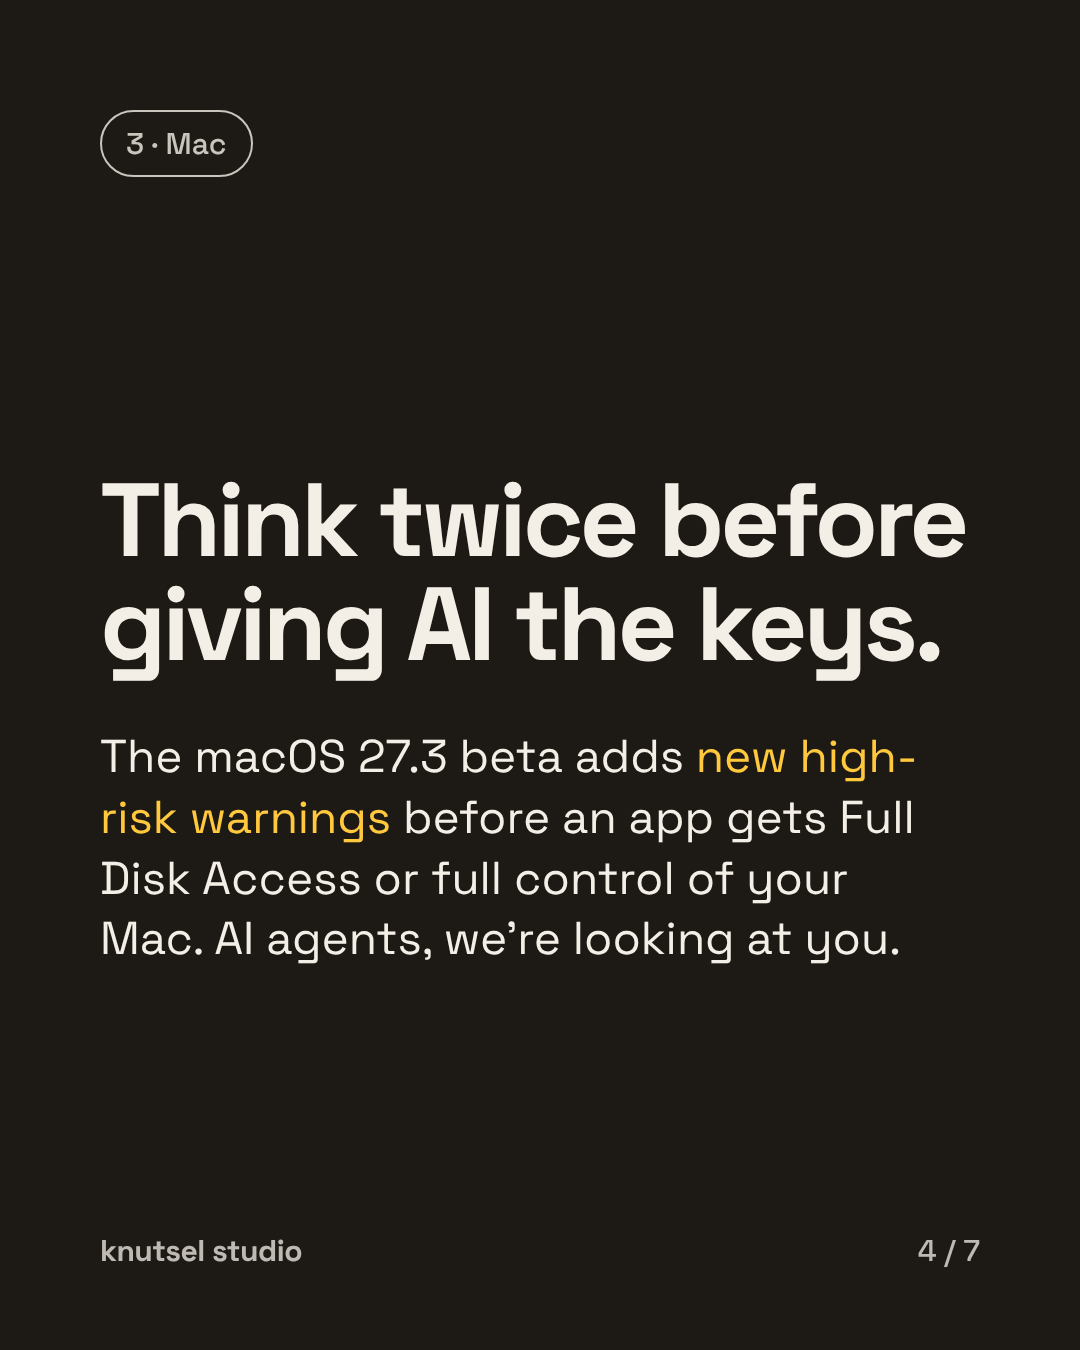 3 · Mac
Think twice before
giving AI the keys.
The macOS 27.3 beta adds new high-
risk warnings before an app gets Full
Disk Access or full control of your
Mac. AI agents, we’re looking at you.
knutsel studio
4 / 7